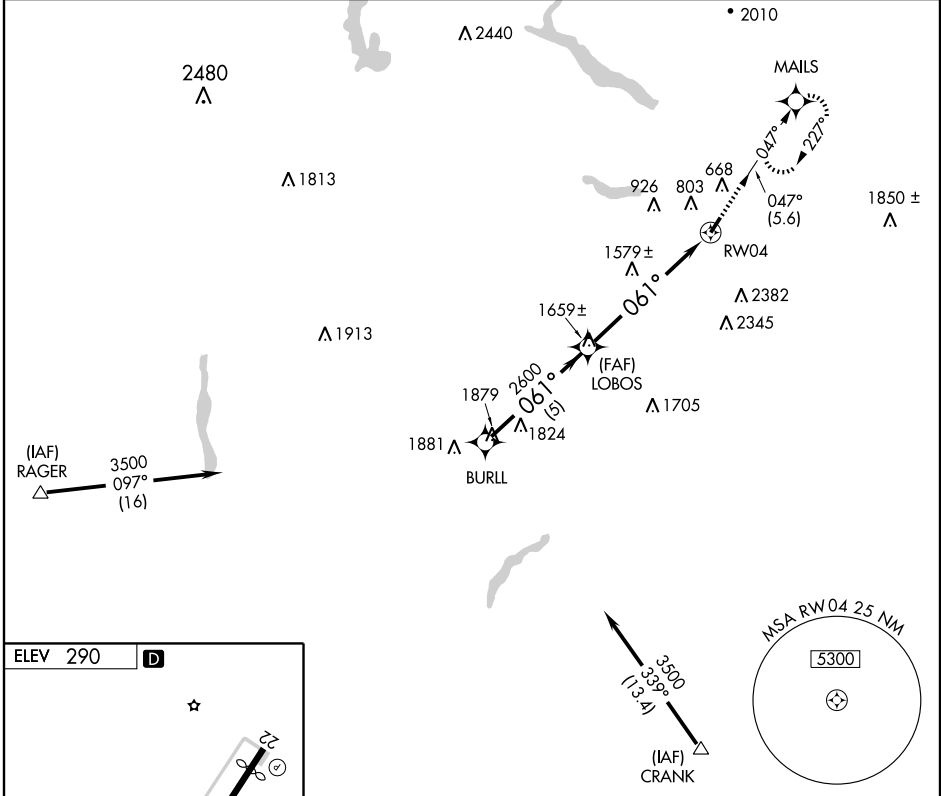 2010
2440
MAILS
2480
047°
227°
668
1813
926
803
047°
(5.6)
1850 ±
RW04
1579 ±
061°
2382
1659 ±
2345
1913
(FAF)
LOBOS
2600
061°
(5)
1879
1705
1824
1881
(IAF)
RAGER
BURLL
3500
097°
(16)
MSA RW 04 25 NM
5300
ELEV 290 D
3500
339°
(13.4)
22
P
(IAF)
CRANK